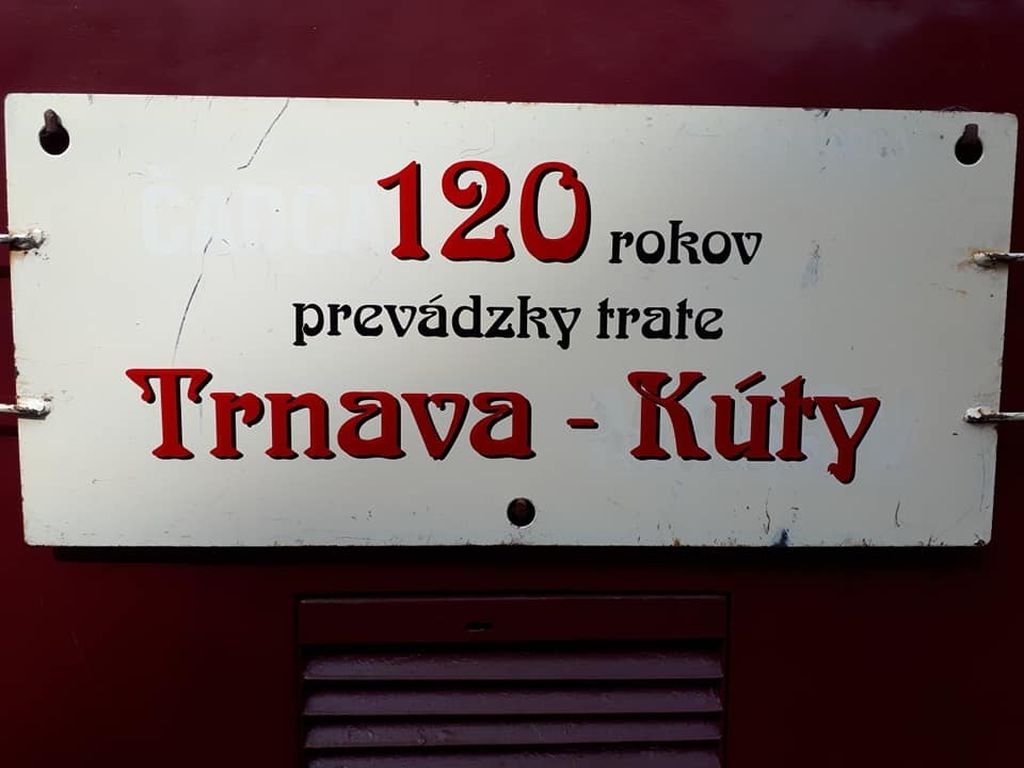 120 rokov
prevádzky trate
Trnava - Kúty